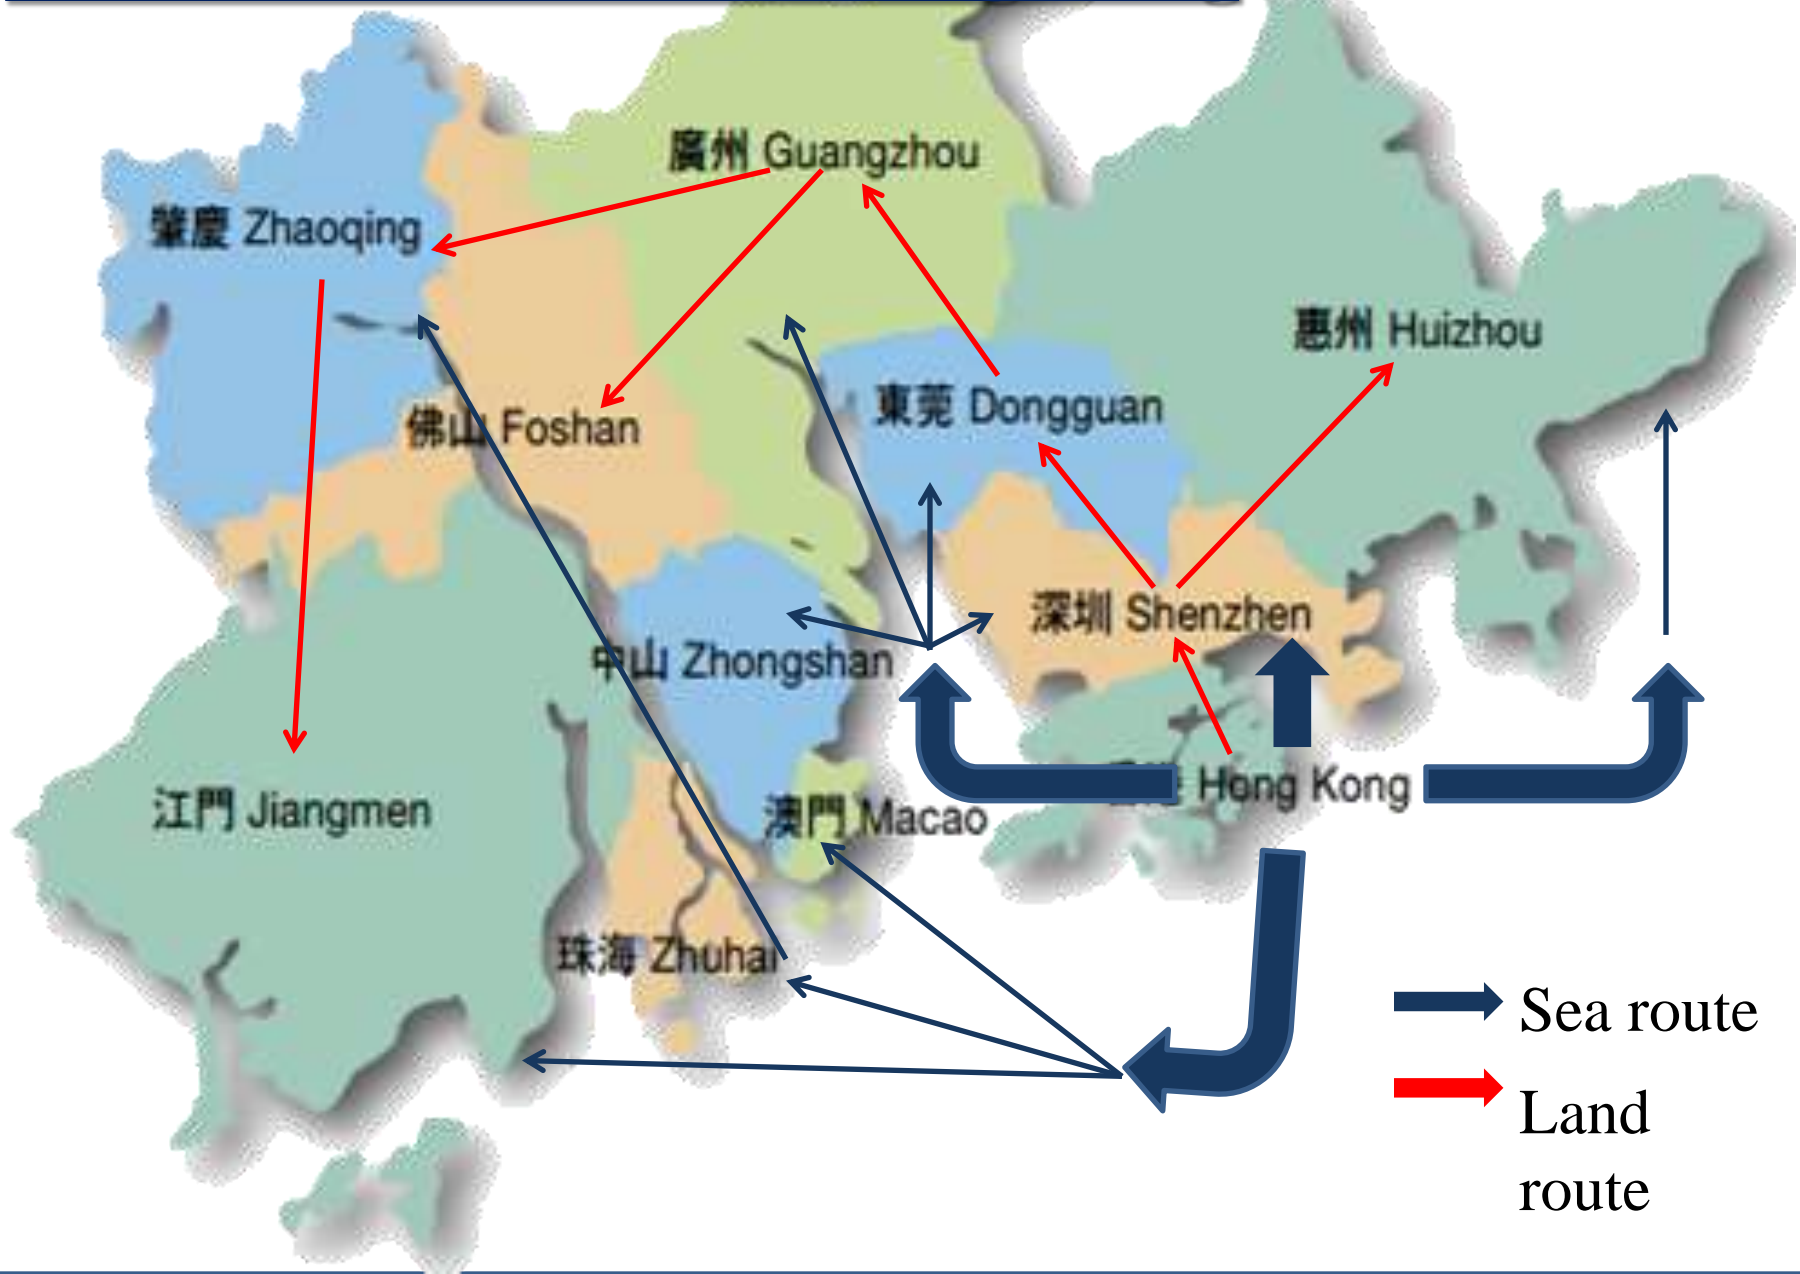 廣州 Guangzhou
肇慶 Zhaoqing
惠州 Huizhou
東莞 Dongguan
佛山 Foshan
深圳 Shenzhen
中山 Zhongshan
Hong Kong
江門 Jiangmen
澳門 Macao
珠海 Zhuhai
Sea route
Land
route